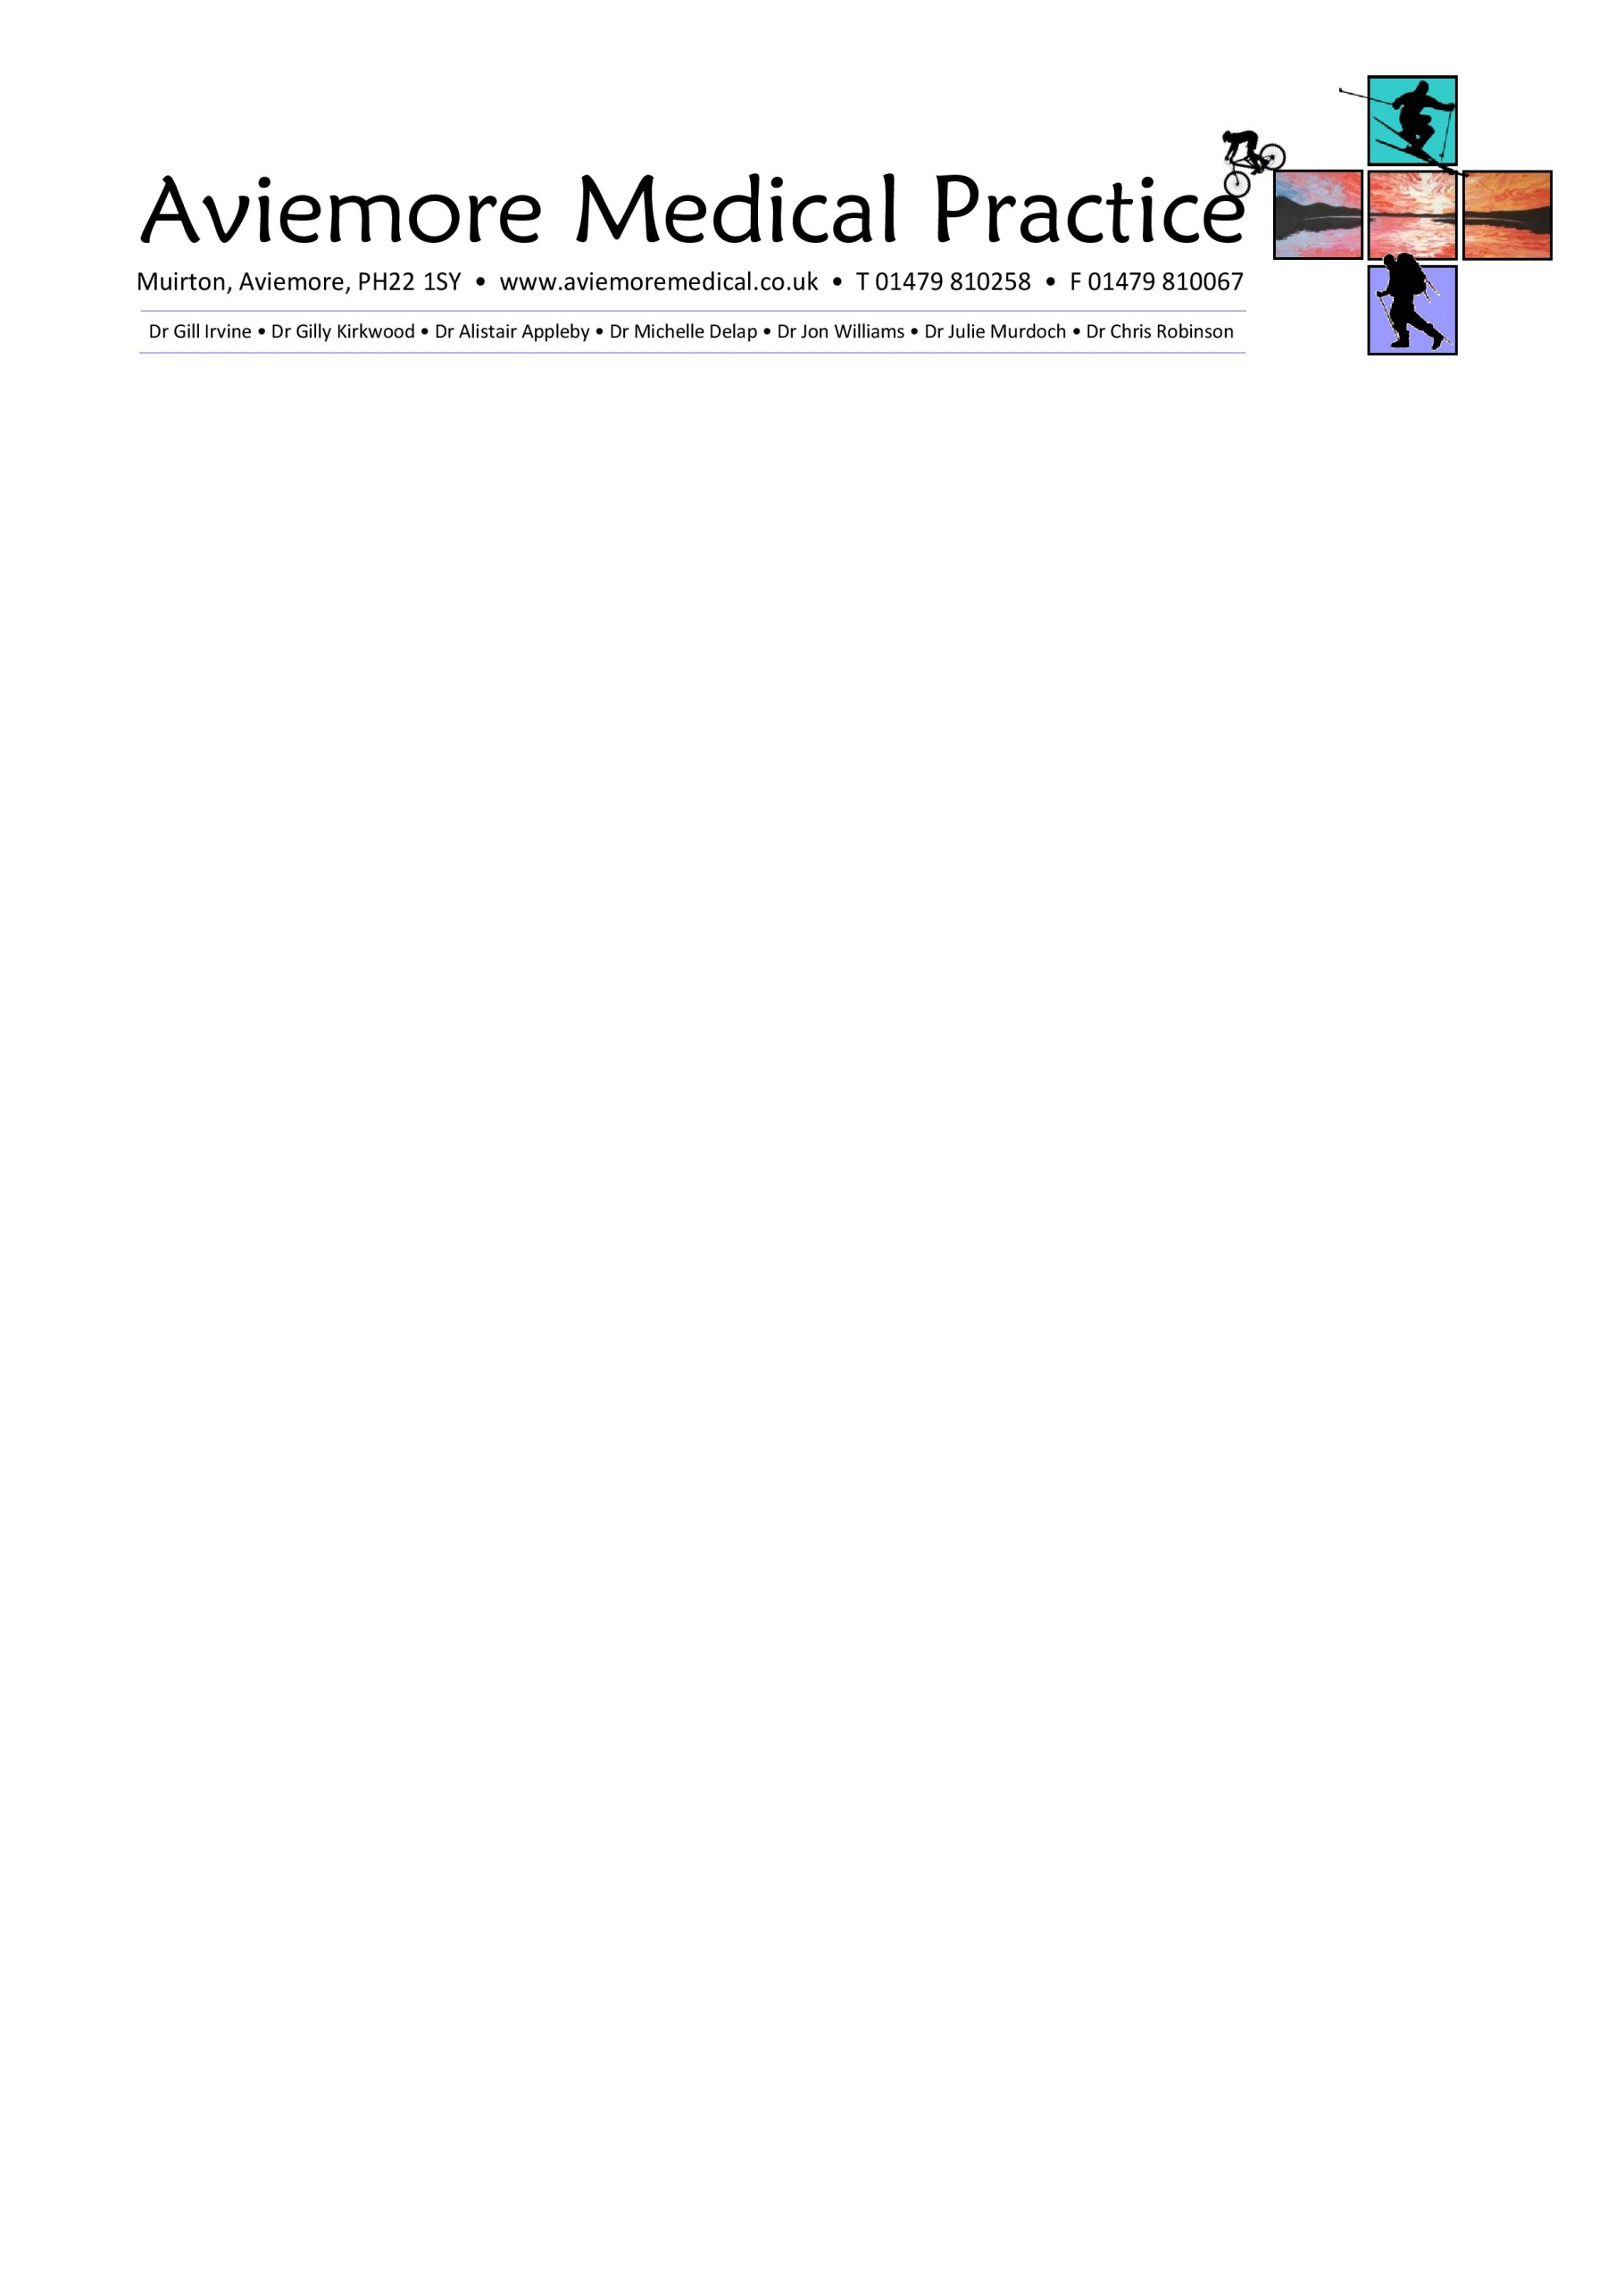 Aviemore Medical Practice
Muirton, Aviemore, PH22 1SY • www.aviemoremedical.co.uk • T 01479 810258 • F 01479 810067
Dr Gill Irvine • Dr Gilly Kirkwood • Dr Alistair Appleby • Dr Michelle Delap • Dr Jon Williams • Dr Julie Murdoch • Dr Chris Robinson